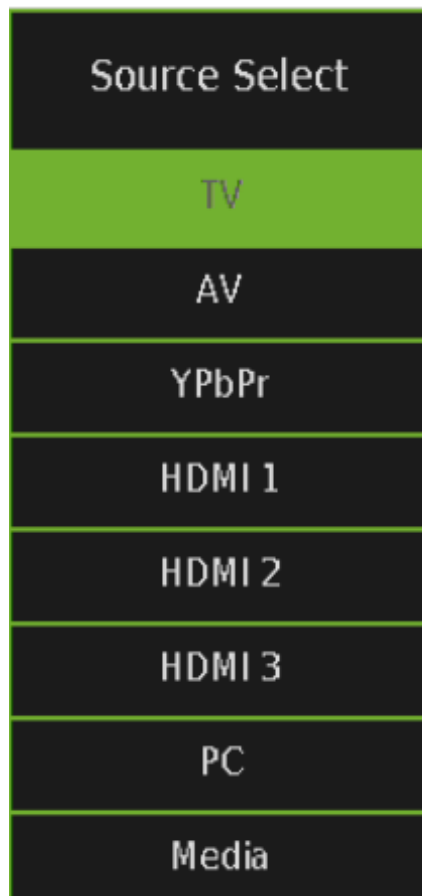 Source Select
TV
AV
YPbPr
HDMI 1
HDMI 2
HDMI 3
PC
Media